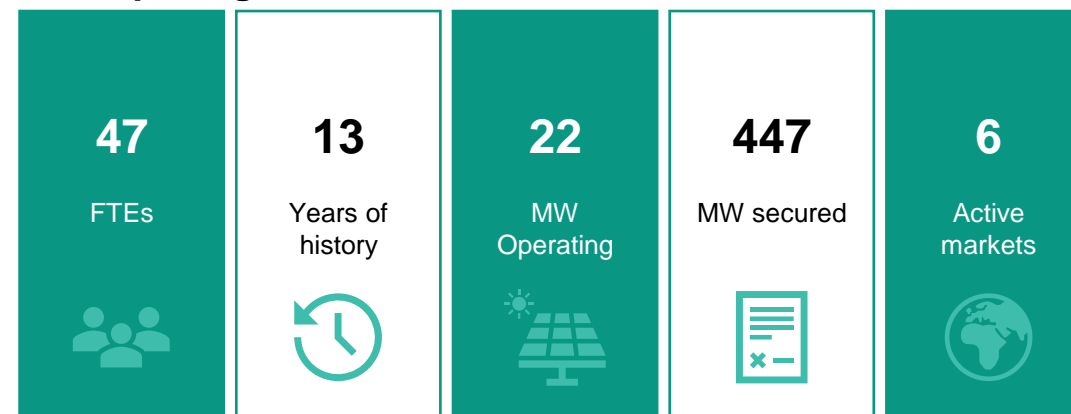 47
FTEs
13
Years of
history
22
MW
Operating
447
MW secured
6
Active
markets